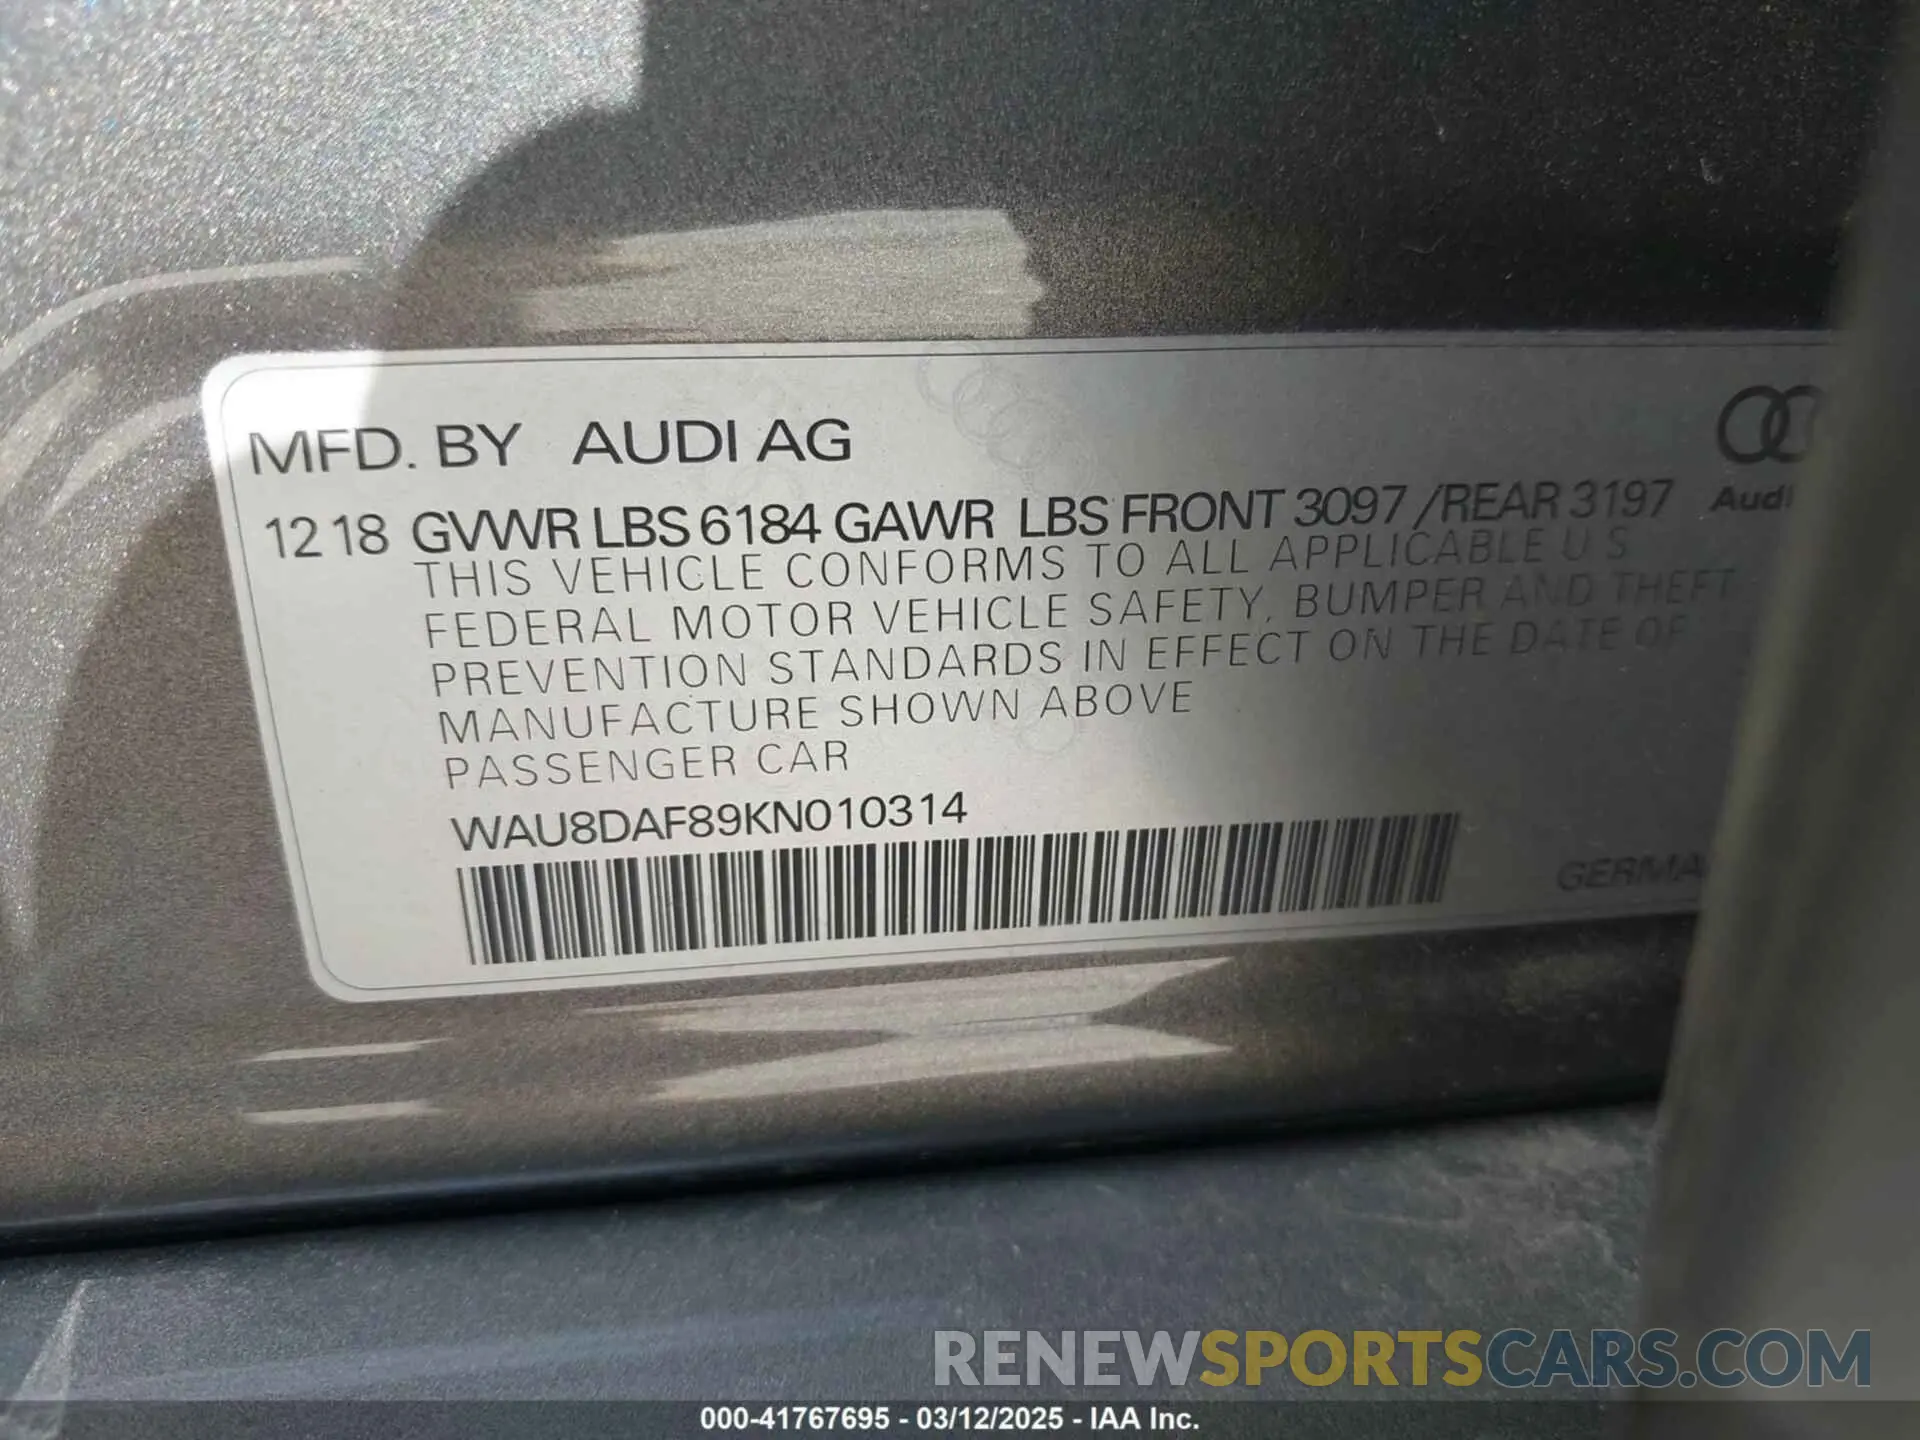 MFD. BY AUDI AG
Audi
12 18 GVWR LBS 6184 GAWR LBS FRONT 3097 /REAR 3197
THIS VEHICLE CONFORMS TO ALL APPLICABLE U S
FEDERAL MOTOR VEHICLE SAFETY, BUMPER AND THEFT
PREVENTION STANDARDS IN EFFECT ON THE DATE OF
MANUFACTURE SHOWN ABOVE
PASSENGER CAR
WAU8DAF89KN010314
GERMA
RENEWSPORTSCARS.COM
000-41767695 - 03/12/2025 - IAA Inc.